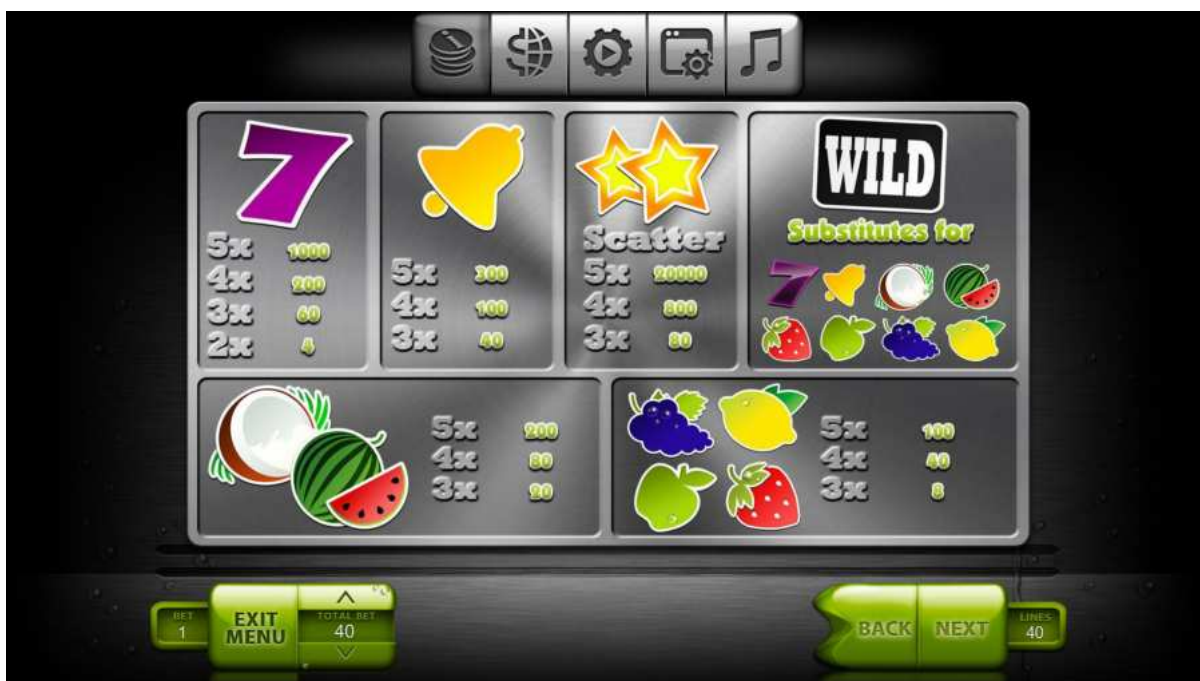 7
5x 1000
4x 200
3x 60
2x 4
5x 300
4x 100
3x 40
Scatter
5x 20000
4x 800
3x 80
WILD
Substitutes for
7
5x 200
4x 80
3x 20
5x 100
4x 40
3x 8
BET
1
EXIT
MENU
TOTAL BET
40
BACK
NEXT
LINES
40